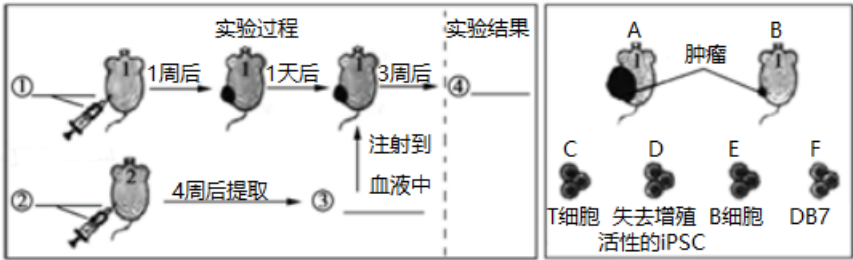 实验过程
实验结果
① 1 1周后 1 1天后 1 3周后 ④
注射到
血液中
② 2 4周后提取 ③
A B
1 肿瘤 1
C D E F
T细胞 失去增殖 B细胞 DB7
活性的iPSC